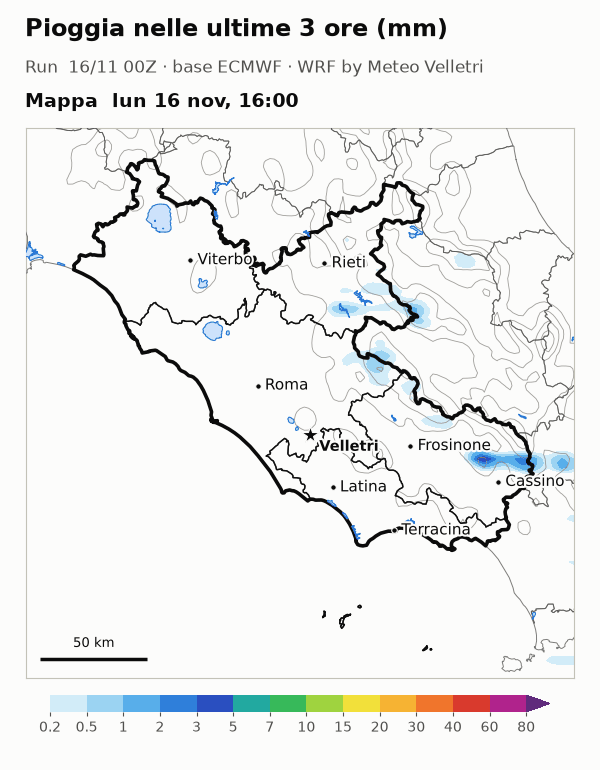 Pioggia nelle ultime 3 ore (mm)
Run  16/11 00Z · base ECMWF · WRF by Meteo Velletri
Mappa  lun 16 nov, 16:00
Viterbo
Rieti
Roma
Velletri
Frosinone
Cassino
Latina
Terracina
50 km
0.2 0.5 1 2 3 5 7 10 15 20 30 40 60 80